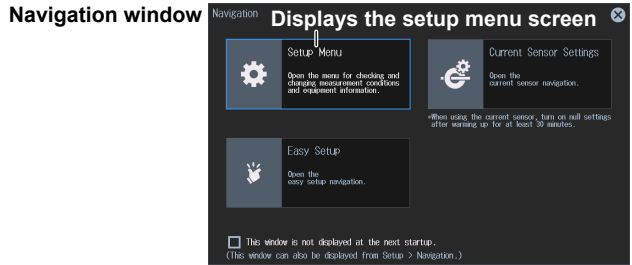 Navigation window
Navigation
Displays the setup menu screen
Setup Menu
Open the menu for checking and
changing measurement conditions
and equipment information.
Current Sensor Settings
Open the
current sensor navigation.
*When using the current sensor, turn on null settings
after warming up for at least 30 minutes.
Easy Setup
Open the
easy setup navigation.
This window is not displayed at the next startup.
(This window can also be displayed from Setup > Navigation.)